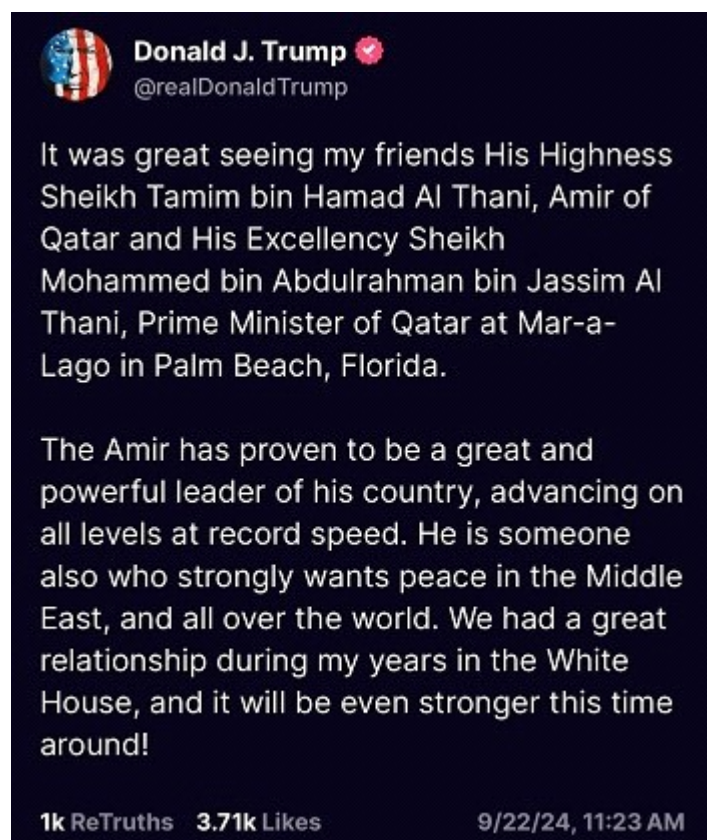 Donald J. Trump
@realDonaldTrump
It was great seeing my friends His Highness
Sheikh Tamim bin Hamad Al Thani, Amir of
Qatar and His Excellency Sheikh
Mohammed bin Abdulrahman bin Jassim Al
Thani, Prime Minister of Qatar at Mar-a-
Lago in Palm Beach, Florida.
The Amir has proven to be a great and
powerful leader of his country, advancing on
all levels at record speed. He is someone
also who strongly wants peace in the Middle
East, and all over the world. We had a great
relationship during my years in the White
House, and it will be even stronger this time
around!
1k ReTruths 3.71k Likes 9/22/24, 11:23 AM